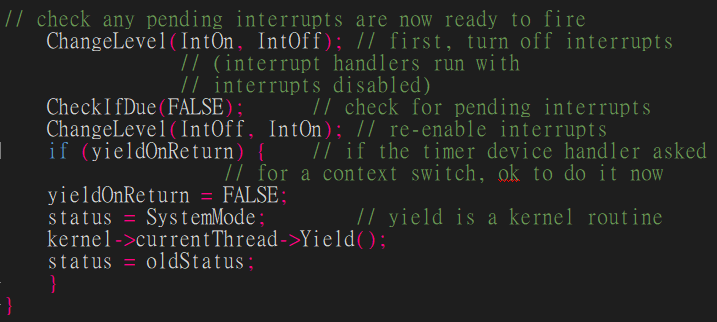 // check any pending interrupts are now ready to fire
ChangeLevel(IntOn, IntOff); // first, turn off interrupts
// (interrupt handlers run with
// interrupts disabled)
CheckIfDue(FALSE); // check for pending interrupts
ChangeLevel(IntOff, IntOn); // re-enable interrupts
if (yieldOnReturn) { // if the timer device handler asked
// for a context switch, ok to do it now
yieldOnReturn = FALSE;
status = SystemMode; // yield is a kernel routine
kernel->currentThread->Yield();
status = oldStatus;
}
}